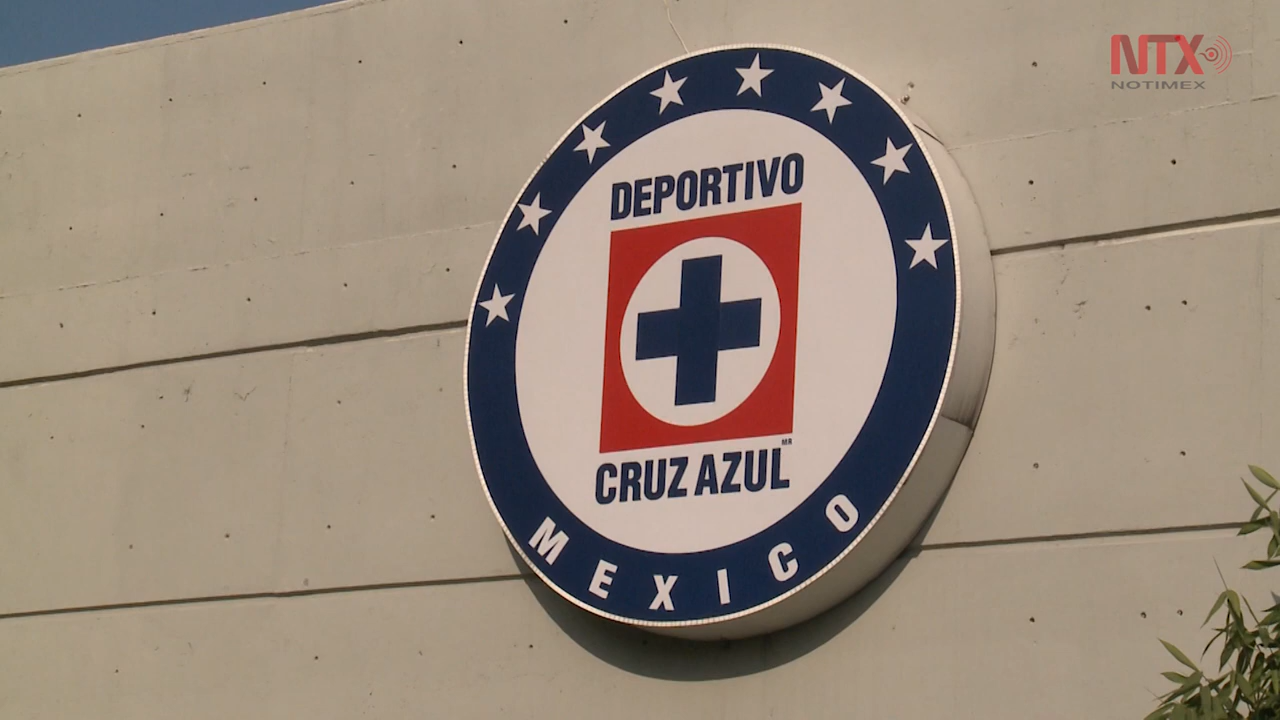 NTX
NOTIMEX
DEPORTIVO
MR
CRUZ AZUL
MEXICO